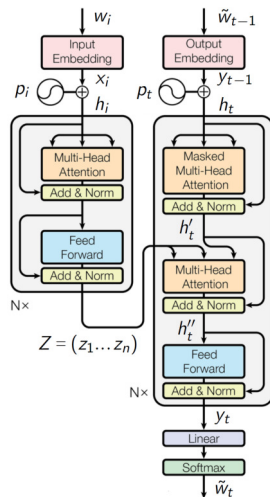 w_i
Input
Embedding
x_i
p_i
h_i
Multi-Head
Attention
Add & Norm
Feed
Forward
Add & Norm
N×
Z = (z_1 ... z_n)
w̃_{t−1}
Output
Embedding
y_{t−1}
p_t
h_t
Masked
Multi-Head
Attention
Add & Norm
h'_t
Multi-Head
Attention
Add & Norm
h''_t
Feed
Forward
N×
Add & Norm
y_t
Linear
Softmax
w̃_t